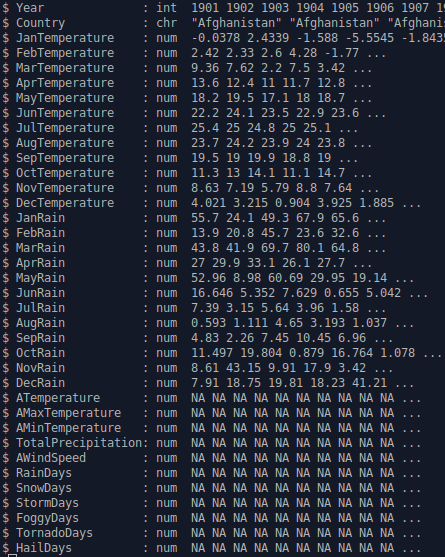 $ Year              : int  1901 1902 1903 1904 1905 1906 1907 19
$ Country           : chr  "Afghanistan" "Afghanistan" "Afghanis
$ JanTemperature    : num  -0.0378 2.4339 -1.588 -5.5545 -1.8435
$ FebTemperature    : num  2.42 2.33 2.6 4.28 -1.77 ...
$ MarTemperature    : num  9.36 7.62 2.2 7.5 3.42 ...
$ AprTemperature    : num  13.6 12.4 11 11.7 12.8 ...
$ MayTemperature    : num  18.2 19.5 17.1 18 18.7 ...
$ JunTemperature    : num  22.2 24.1 23.5 22.9 23.6 ...
$ JulTemperature    : num  25.4 25 24.8 25 25.1 ...
$ AugTemperature    : num  23.7 24.2 23.9 24 23.8 ...
$ SepTemperature    : num  19.5 19 19.9 18.8 19 ...
$ OctTemperature    : num  11.3 13 14.1 11.1 14.7 ...
$ NovTemperature    : num  8.63 7.19 5.79 8.8 7.64 ...
$ DecTemperature    : num  4.021 3.215 0.904 3.925 1.885 ...
$ JanRain           : num  55.7 24.1 49.3 67.9 65.6 ...
$ FebRain           : num  13.9 20.8 45.7 23.6 32.6 ...
$ MarRain           : num  43.8 41.9 69.7 80.1 64.8 ...
$ AprRain           : num  27 29.9 33.1 26.1 27.7 ...
$ MayRain           : num  52.96 8.98 60.69 29.95 19.14 ...
$ JunRain           : num  16.646 5.352 7.629 0.655 5.042 ...
$ JulRain           : num  7.39 3.15 5.64 3.96 1.58 ...
$ AugRain           : num  0.593 1.111 4.65 3.193 1.037 ...
$ SepRain           : num  4.83 2.26 7.45 10.45 6.96 ...
$ OctRain           : num  11.497 19.804 0.879 16.764 1.078 ...
$ NovRain           : num  8.61 43.15 9.91 17.9 3.42 ...
$ DecRain           : num  7.91 18.75 19.81 18.23 41.21 ...
$ ATemperature      : num  NA NA NA NA NA NA NA NA NA NA ...
$ AMaxTemperature   : num  NA NA NA NA NA NA NA NA NA NA ...
$ AMinTemperature   : num  NA NA NA NA NA NA NA NA NA NA ...
$ TotalPrecipitation: num  NA NA NA NA NA NA NA NA NA NA ...
$ AWindSpeed        : num  NA NA NA NA NA NA NA NA NA NA ...
$ RainDays          : num  NA NA NA NA NA NA NA NA NA NA ...
$ SnowDays          : num  NA NA NA NA NA NA NA NA NA NA ...
$ StormDays         : num  NA NA NA NA NA NA NA NA NA NA ...
$ FoggyDays         : num  NA NA NA NA NA NA NA NA NA NA ...
$ TornadoDays       : num  NA NA NA NA NA NA NA NA NA NA ...
$ HailDays          : num  NA NA NA NA NA NA NA NA NA NA ...